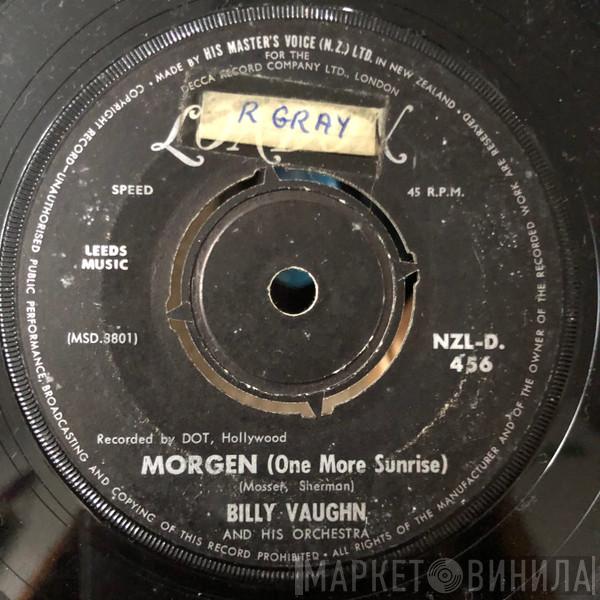 MADE BY HIS MASTER'S VOICE (N.Z.) LTD. IN NEW ZEALAND
FOR THE
DECCA RECORD COMPANY LTD., LONDON
R GRAY
SPEED
45 R.P.M.
LEEDS
MUSIC
(MSD.3801)
NZL-D.
456
Recorded by DOT, Hollywood
MORGEN (One More Sunrise)
(Mosser, Sherman)
BILLY VAUGHN
AND HIS ORCHESTRA
COPYRIGHT RECORD-UNAUTHORISED PUBLIC PERFORMANCE, BROADCASTING AND COPYING OF THIS RECORD PROHIBITED • ALL RIGHTS OF THE MANUFACTURER AND OF THE OWNER OF THE RECORDED WORK ARE RESERVED •
МАРКЕТ ВИНИЛА